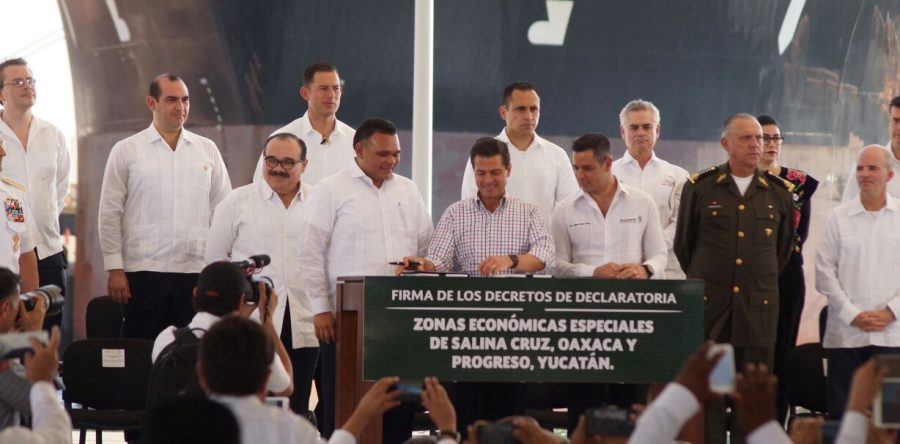 FIRMA DE LOS DECRETOS DE DECLARATORIA
ZONAS ECONÓMICAS ESPECIALES
DE SALINA CRUZ, OAXACA Y
PROGRESO, YUCATÁN.